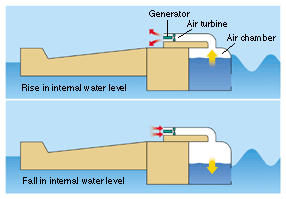 Generator
Air turbine
Air chamber
Rise in internal water level
Fall in internal water level